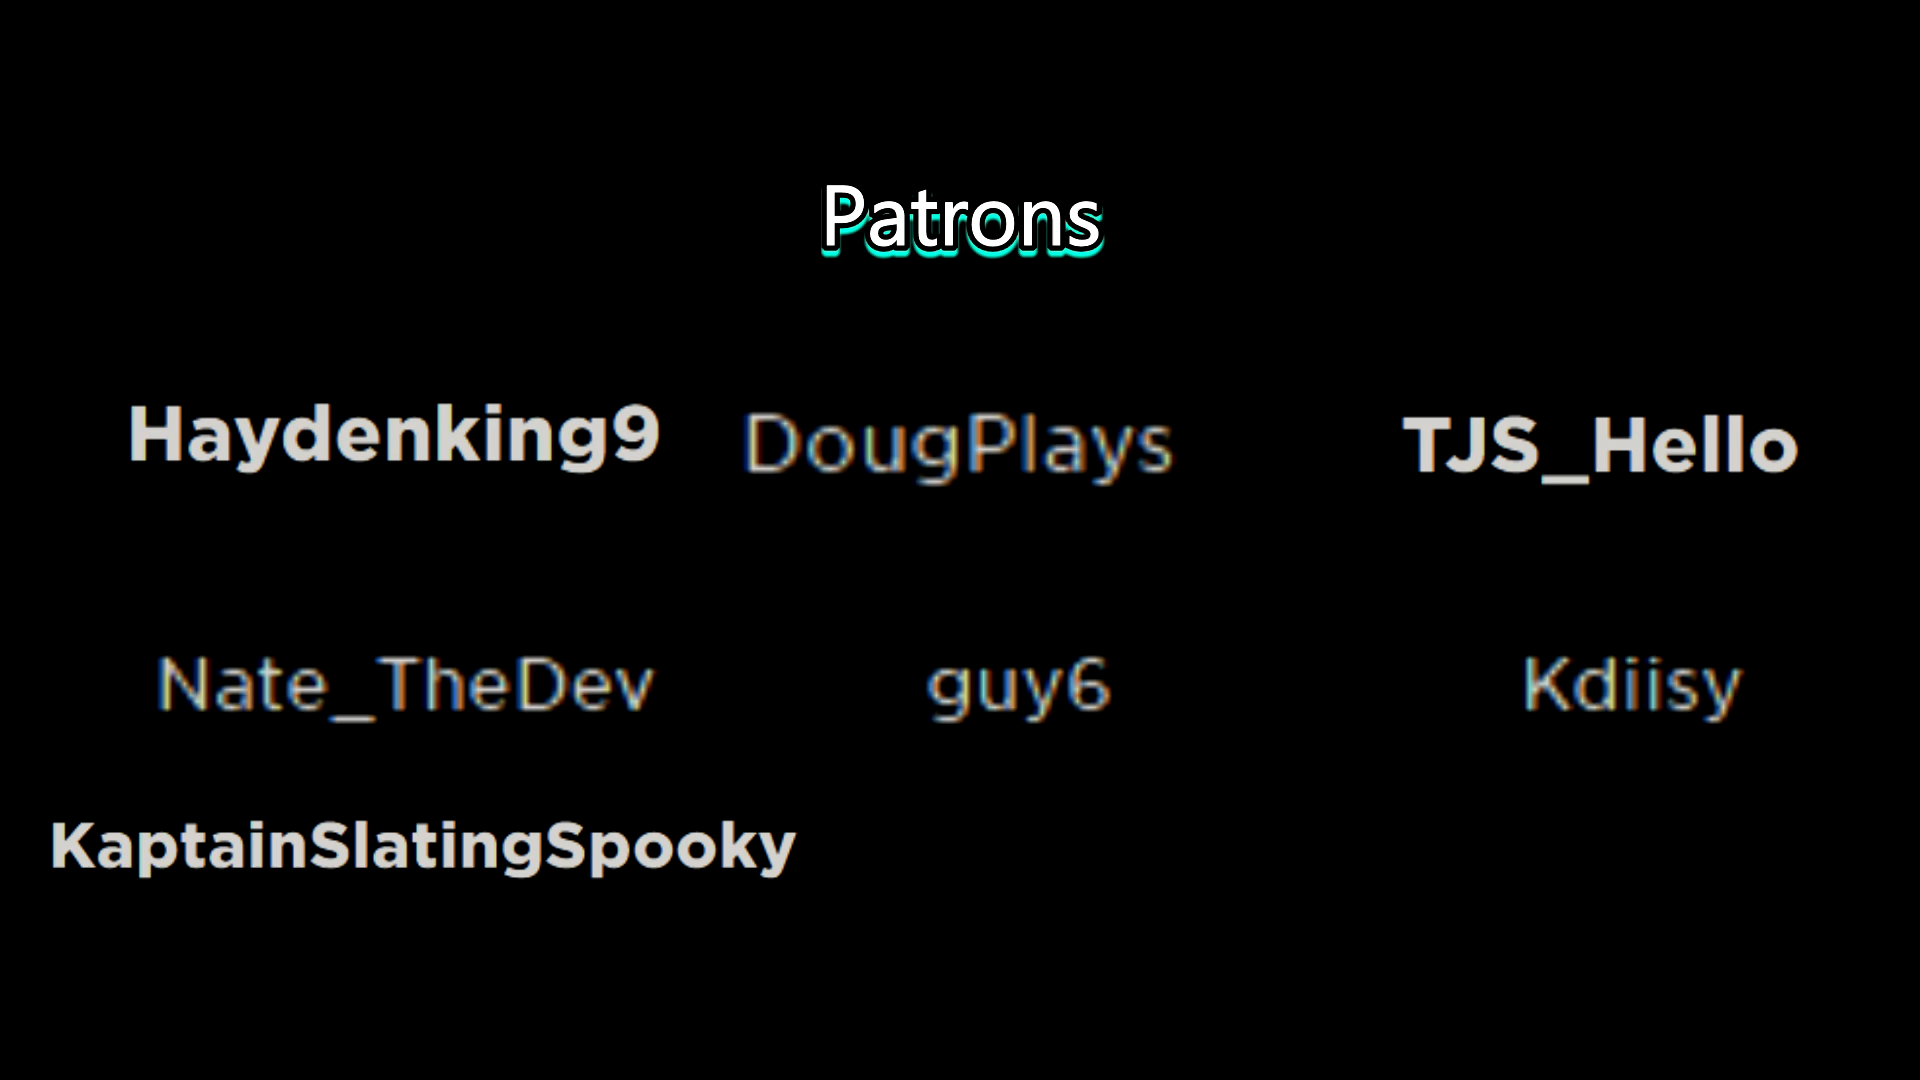 Patrons
Haydenking9 DougPlays TJS_Hello
Nate_TheDev guy6 Kdiisy
KaptainSlatingSpooky